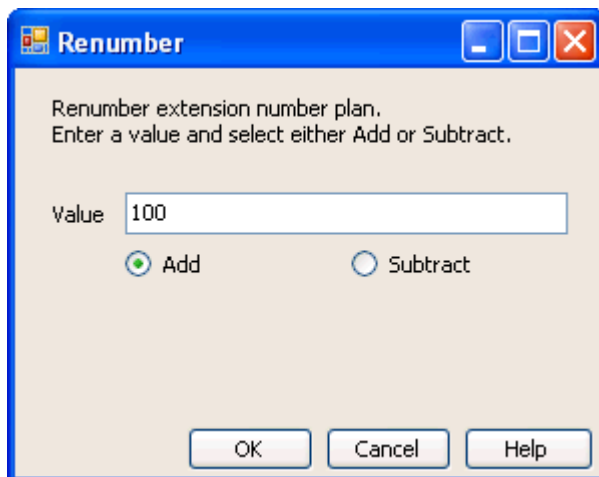 Renumber
Renumber extension number plan.
Enter a value and select either Add or Subtract.
Value 100
Add Subtract
OK Cancel Help